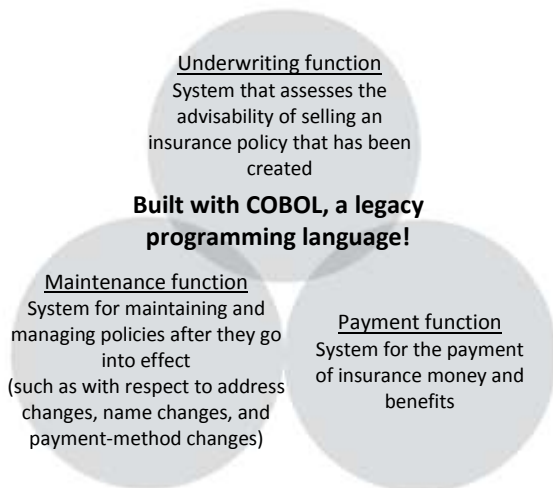 Underwriting function
System that assesses the
advisability of selling an
insurance policy that has been
created
Built with COBOL, a legacy
programming language!
Maintenance function
System for maintaining and
managing policies after they go
into effect
(such as with respect to address
changes, name changes, and
payment-method changes)
Payment function
System for the payment
of insurance money and
benefits